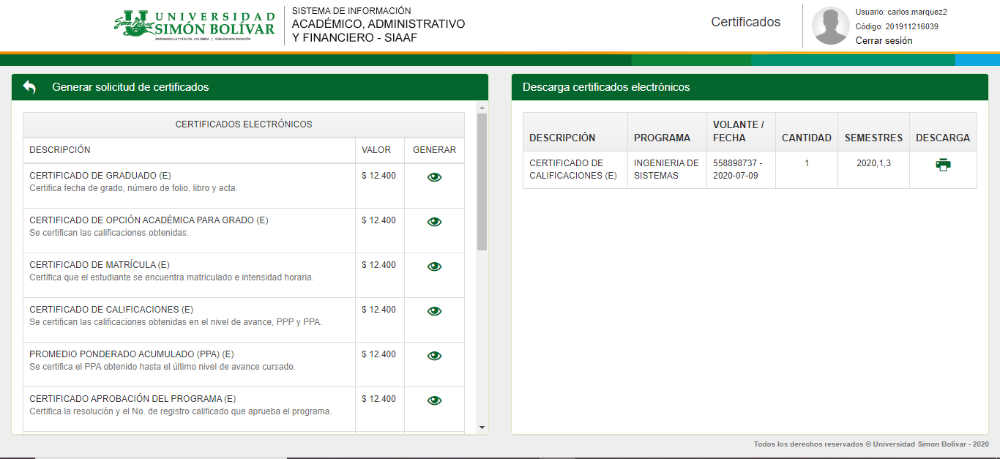 UNIVERSIDAD
SIMÓN BOLÍVAR
BARRANQUILLA Y CÚCUTA - COLOMBIA | VIGILADA MINEDUCACIÓN
SISTEMA DE INFORMACIÓN
ACADÉMICO, ADMINISTRATIVO
Y FINANCIERO - SIAAF
Certificados
Usuario: carlos.marquez2
Código: 201911216039
Cerrar sesión
Generar solicitud de certificados
CERTIFICADOS ELECTRÓNICOS
DESCRIPCIÓN VALOR GENERAR
CERTIFICADO DE GRADUADO (E) $ 12.400
Certifica fecha de grado, número de folio, libro y acta.
CERTIFICADO DE OPCIÓN ACADÉMICA PARA GRADO (E) $ 12.400
Se certifican las calificaciones obtenidas.
CERTIFICADO DE MATRÍCULA (E) $ 12.400
Certifica que el estudiante se encuentra matriculado e intensidad horaria.
CERTIFICADO DE CALIFICACIONES (E) $ 12.400
Se certifican las calificaciones obtenidas en el nivel de avance, PPP y PPA.
PROMEDIO PONDERADO ACUMULADO (PPA) (E) $ 12.400
Se certifica el PPA obtenido hasta el último nivel de avance cursado.
CERTIFICADO APROBACIÓN DEL PROGRAMA (E) $ 12.400
Certifica la resolución y el No. de registro calificado que aprueba el programa.
Descarga certificados electrónicos
VOLANTE /
DESCRIPCIÓN PROGRAMA FECHA CANTIDAD SEMESTRES DESCARGA
CERTIFICADO DE INGENIERIA DE 558898737 - 1 2020,1,3
CALIFICACIONES (E) SISTEMAS 2020-07-09
Todos los derechos reservados © Universidad Simon Bolívar - 2020